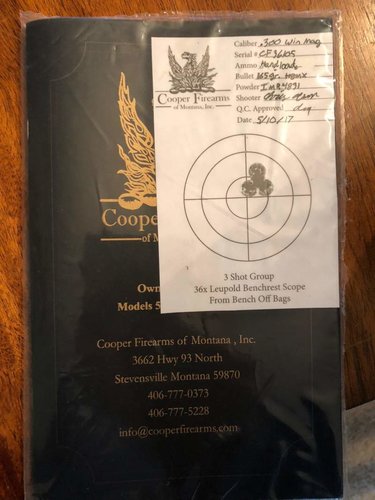 Cooper Firearms
of Montana, Inc.
Caliber .300 Win Mag
Serial # CF36105
Ammo Handloads
Bullet 165gr.
Powder IMR4831
Shooter
Q.C. Approved
Date 5/10/17
3 Shot Group
36x Leupold Benchrest Scope
From Bench Off Bags
Coope
of M
Own
Models 5
Cooper Firearms of Montana , Inc.
3662 Hwy 93 North
Stevensville Montana 59870
406-777-0373
406-777-5228
info@cooperfirearms.com